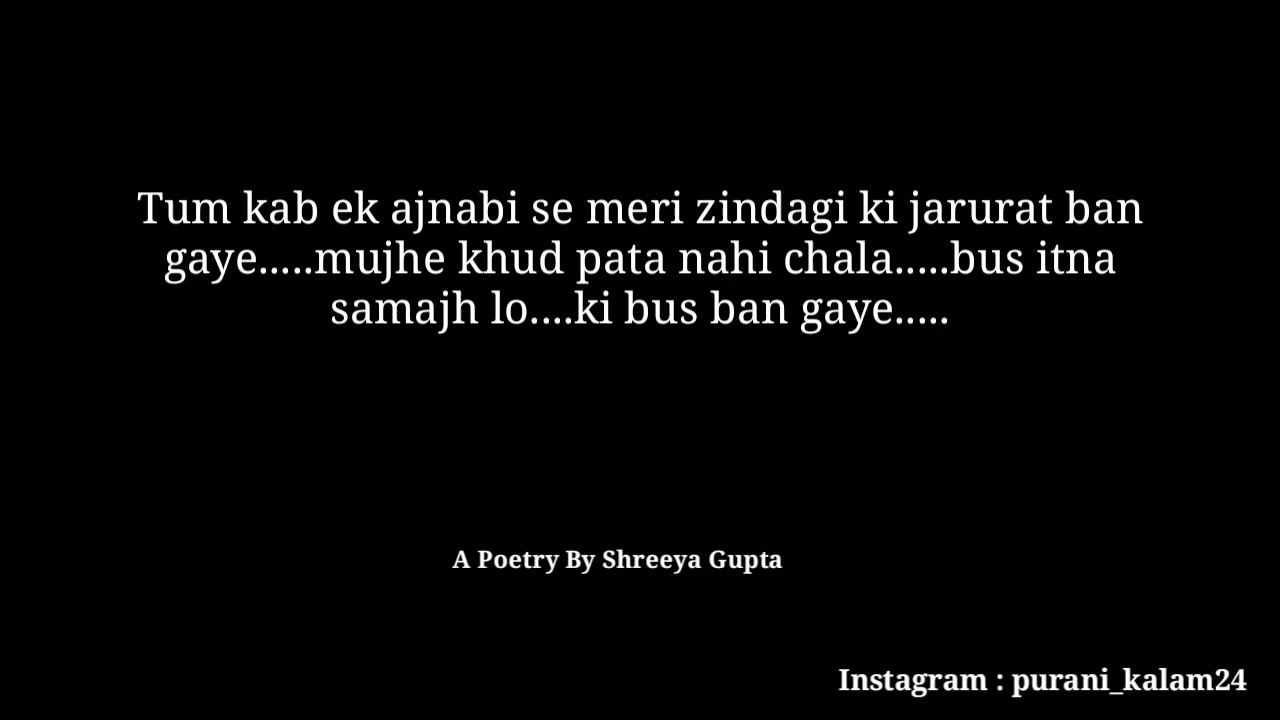 Tum kab ek ajnabi se meri zindagi ki jarurat ban
gaye.....mujhe khud pata nahi chala.....bus itna
samajh lo....ki bus ban gaye.....
A Poetry By Shreeya Gupta
Instagram : purani_kalam24